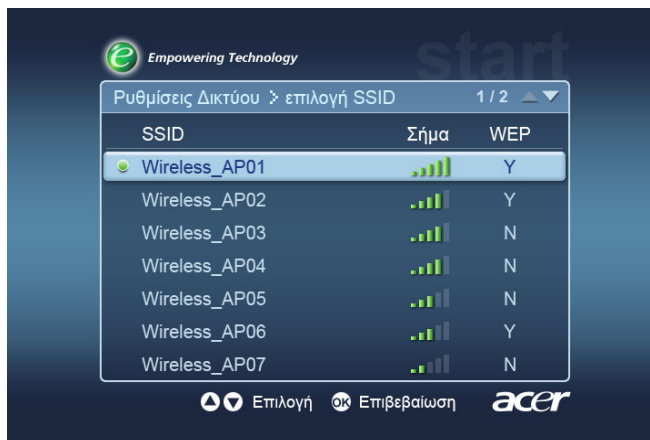 start
e Empowering Technology
Ρυθμίσεις Δικτύου > επιλογή SSID 1 / 2
SSID Σήμα WEP
Wireless_AP01 Y
Wireless_AP02 Y
Wireless_AP03 N
Wireless_AP04 N
Wireless_AP05 N
Wireless_AP06 Y
Wireless_AP07 N
Επιλογή OK Επιβεβαίωση acer